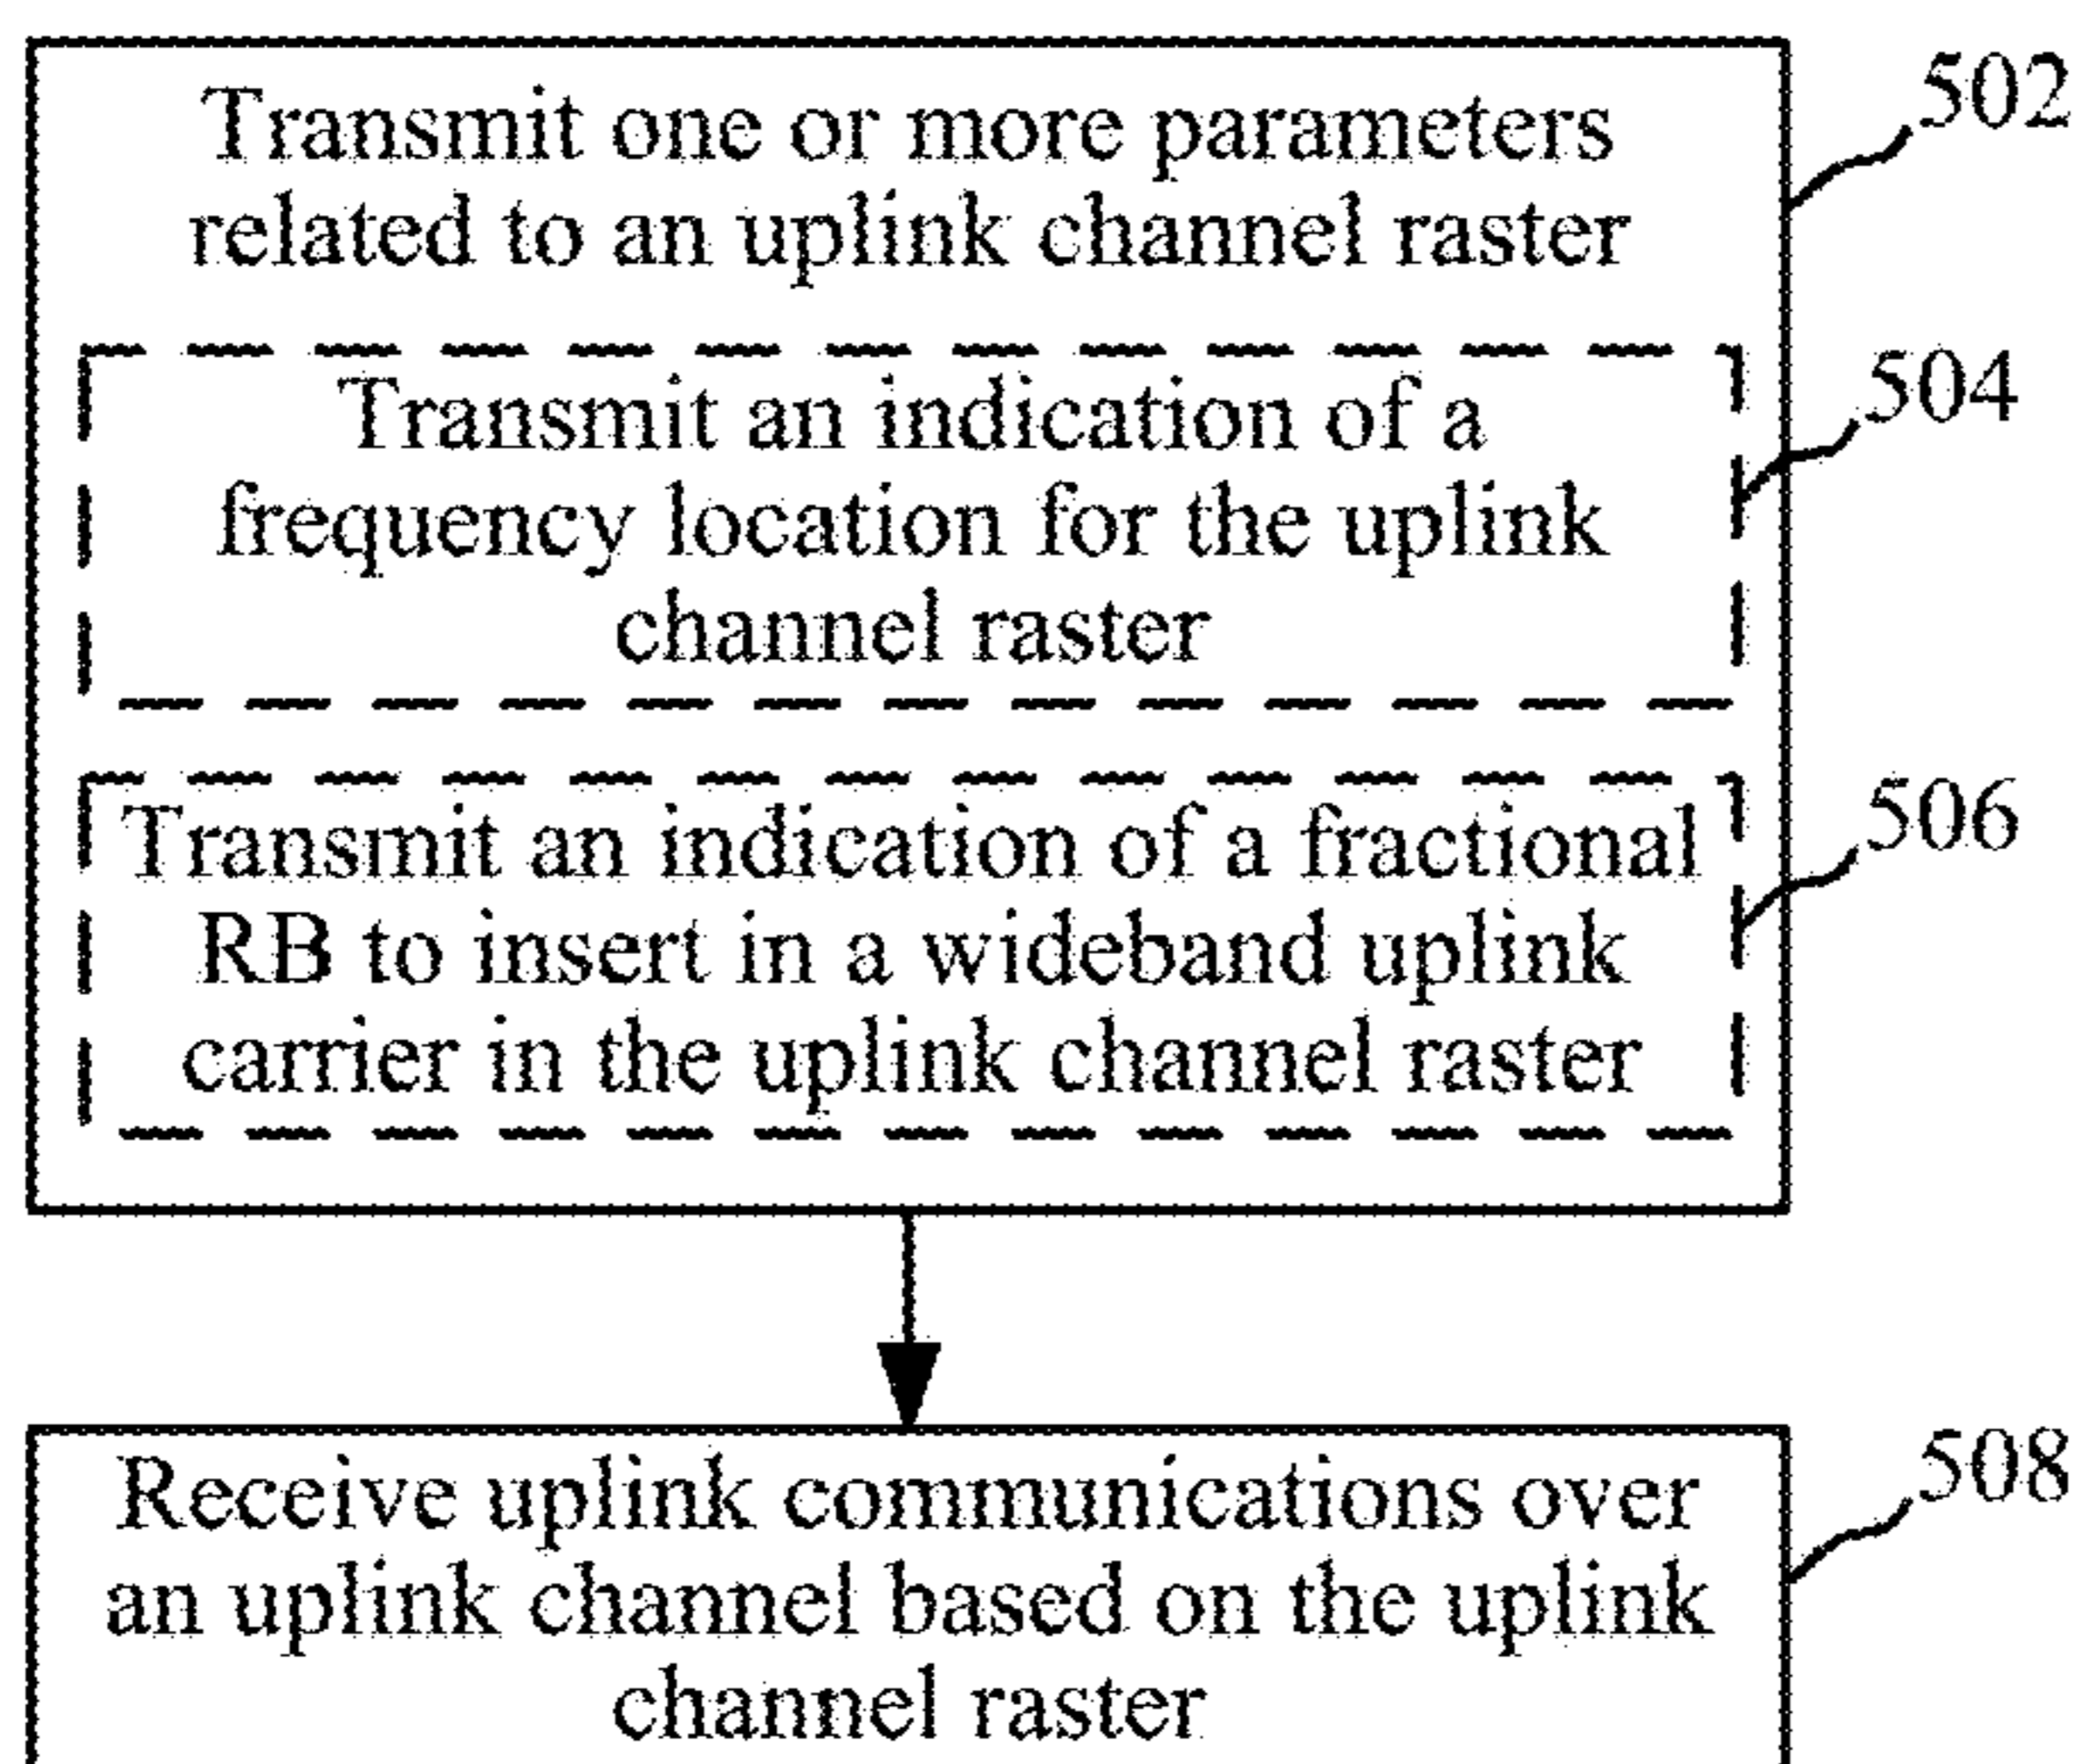 Transmit one or more parameters
related to an uplink channel raster
502
Transmit an indication of a
frequency location for the uplink
channel raster
504
Transmit an indication of a fractional
RB to insert in a wideband uplink
carrier in the uplink channel raster
506
Receive uplink communications over
an uplink channel based on the uplink
channel raster
508